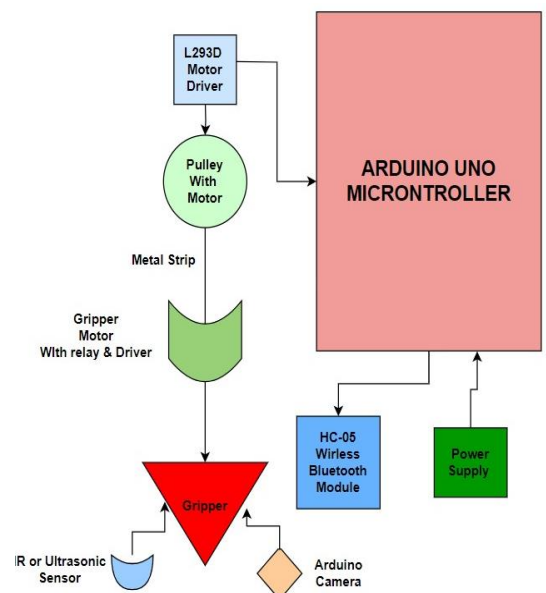 L293D
Motor
Driver
ARDUINO UNO
MICRONTROLLER
Pulley
With
Motor
Metal Strip
Gripper
Motor
WIth relay & Driver
HC-05
Wirless
Bluetooth
Module
Power
Supply
Gripper
IR or Ultrasonic
Sensor
Arduino
Camera